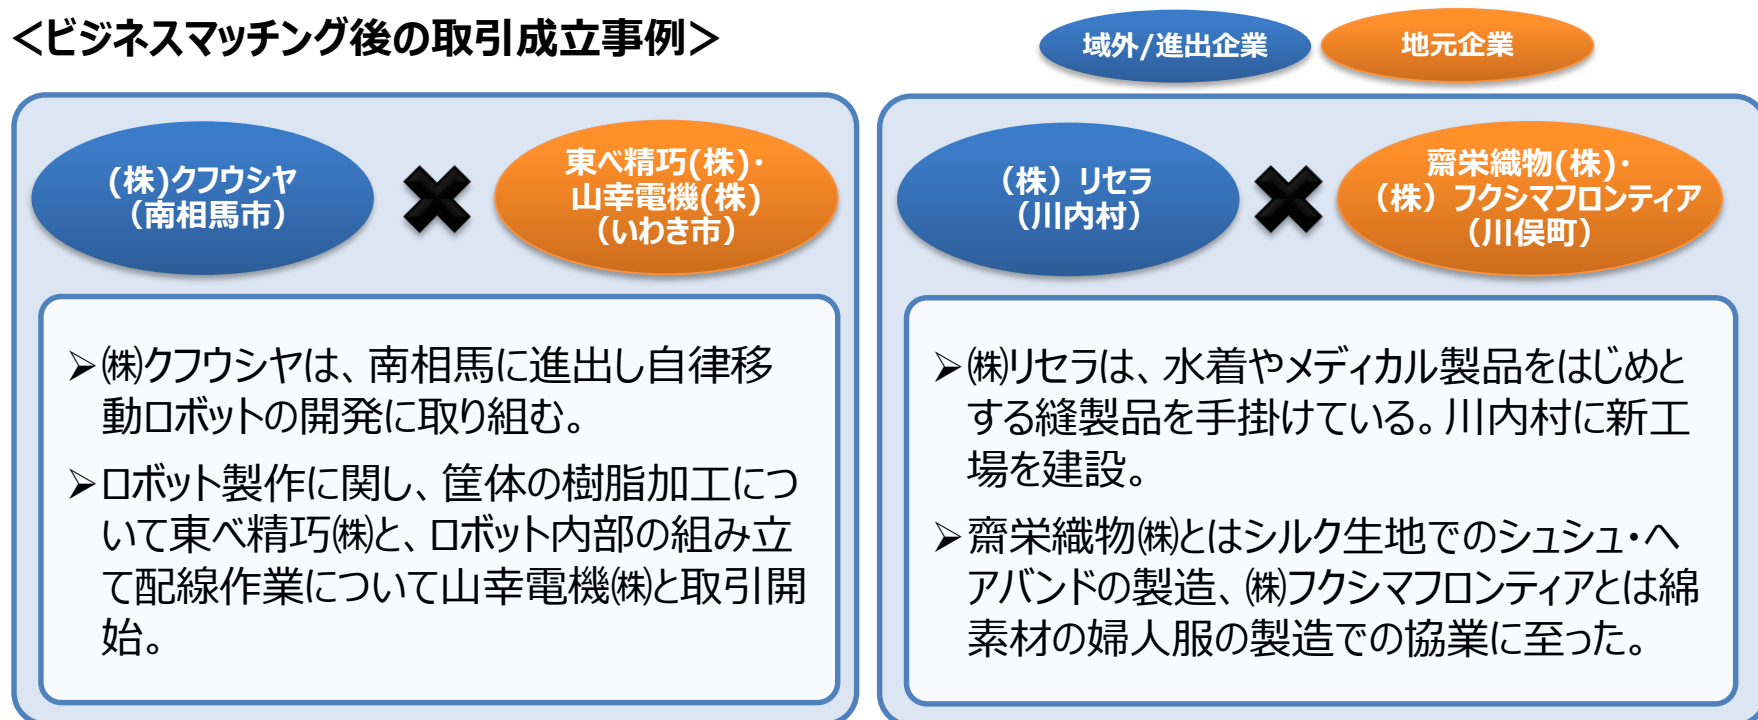 ＜ビジネスマッチング後の取引成立事例＞
域外/進出企業
地元企業
(株)クフウシヤ
（南相馬市）
東べ精巧(株)・
山幸電機(株)
（いわき市）
➢㈱クフウシヤは、南相馬に進出し自律移
動ロボットの開発に取り組む。
➢ロボット製作に関し、筐体の樹脂加工につ
いて東べ精巧㈱と、ロボット内部の組み立
て配線作業について山幸電機㈱と取引開
始。
（株）リセラ
（川内村）
齋栄織物(株)・
（株）フクシマフロンティア
（川俣町）
➢㈱リセラは、水着やメディカル製品をはじめと
する縫製品を手掛けている。川内村に新工
場を建設。
➢齋栄織物㈱とはシルク生地でのシュシュ・ヘ
アバンドの製造、㈱フクシマフロンティアとは綿
素材の婦人服の製造での協業に至った。